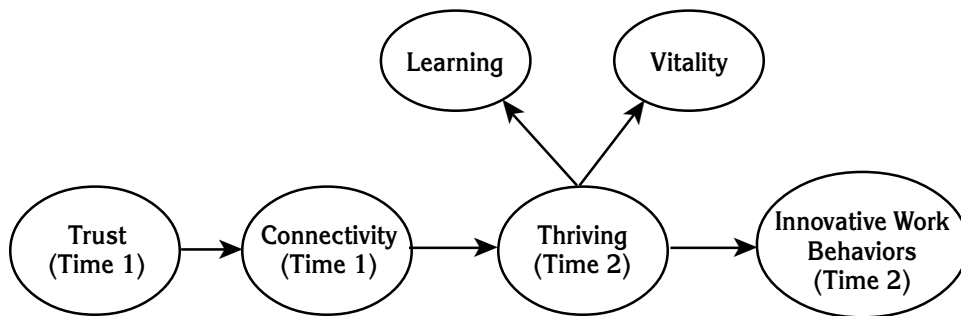 Learning
Vitality
Trust
(Time 1)
Connectivity
(Time 1)
Thriving
(Time 2)
Innovative Work
Behaviors
(Time 2)